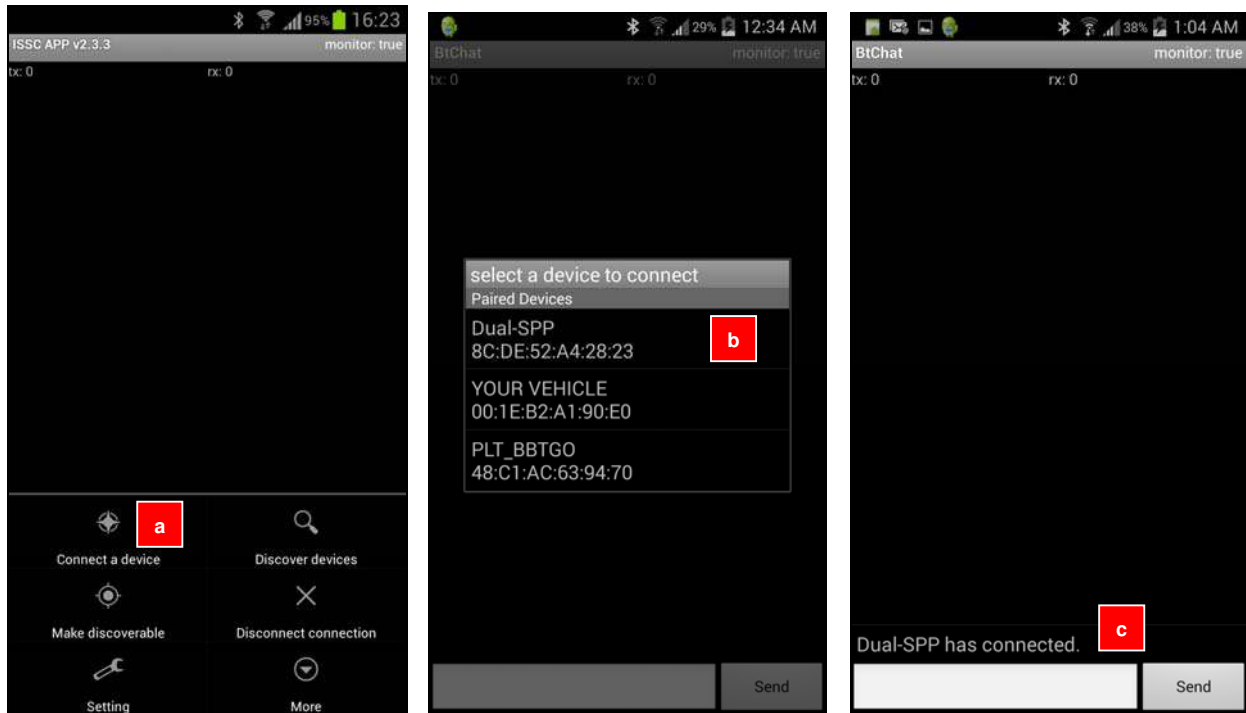 95% 16:23
ISSC APP v2.3.3 monitor: true
tx: 0 rx: 0
a
Connect a device Discover devices
Make discoverable Disconnect connection
Setting More
29% 12:34 AM
BtChat monitor: true
tx: 0 rx: 0
select a device to connect
Paired Devices
Dual-SPP
8C:DE:52:A4:28:23
b
YOUR VEHICLE
00:1E:B2:A1:90:E0
PLT_BBTGO
48:C1:AC:63:94:70
Send
38% 1:04 AM
BtChat monitor: true
tx: 0 rx: 0
c
Dual-SPP has connected.
Send